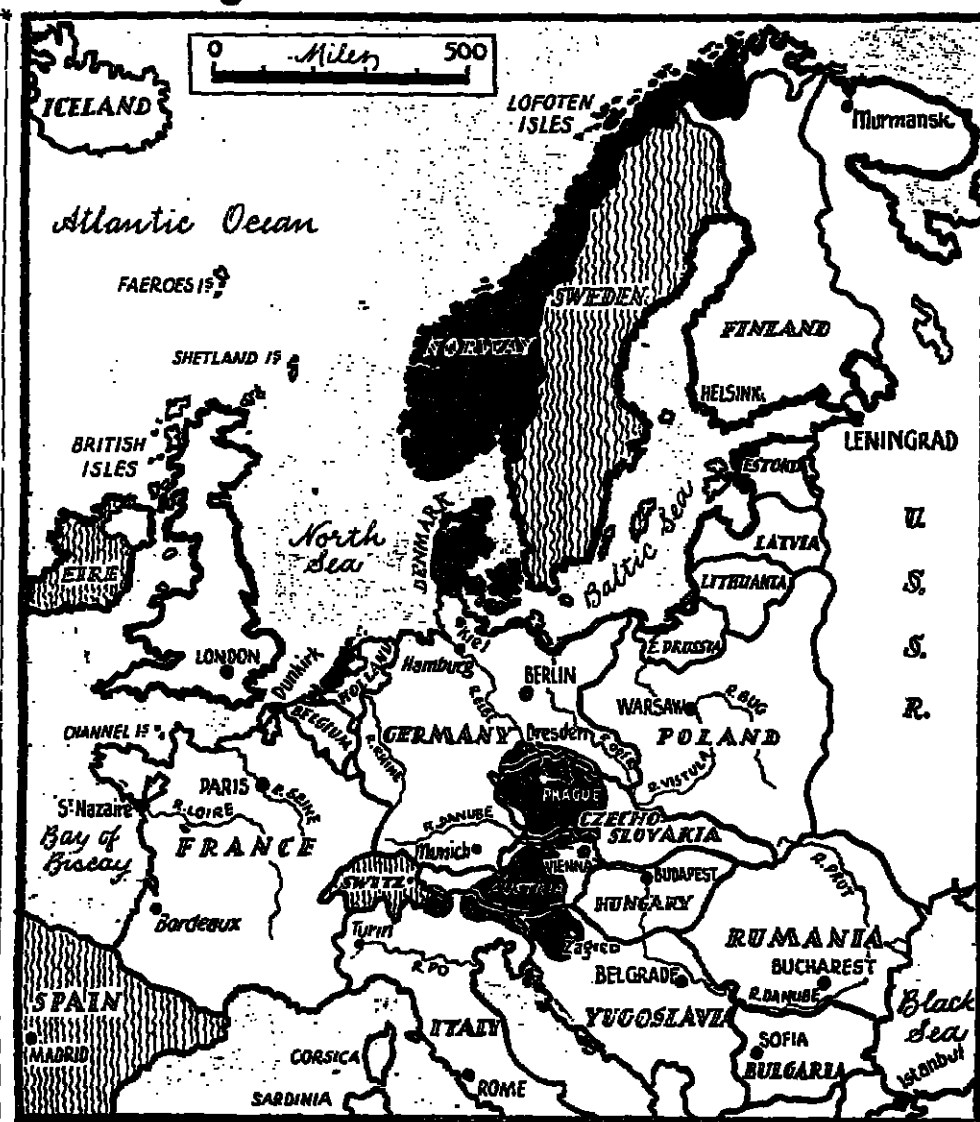 0 Miles 500
ICELAND
LOFOTEN
ISLES
Murmansk
Atlantic Ocean
FAEROES Is
SWEDEN
FINLAND
NORWAY
SHETLAND Is
HELSINKI
BRITISH
ISLES
LENINGRAD
ESTONIA
DENMARK
North
Sea
Baltic Sea
LATVIA
EIRE
LITHUANIA
U.
S.
S.
R.
Kiel
E. PRUSSIA
LONDON
Dunkirk
HOLLAND
Hamburg
BERLIN
R. ELBE
WARSAW
R. BUG
CHANNEL Is
BELGIUM
GERMANY
Dresden
POLAND
R. RHINE
R. ODER
R. VISTULA
PARIS
R. SEINE
PRAGUE
St. Nazaire
R. LOIRE
R. DANUBE
CZECHO
SLOVAKIA
Bay of
Biscay
FRANCE
Munich
VIENNA
BUDAPEST
R. PRUT
SWITZ.
AUSTRIA
HUNGARY
Bordeaux
Turin
Zagreb
RUMANIA
R. PO
BELGRADE
BUCHAREST
SPAIN
R. DANUBE
Black
Sea
ITALY
YUGOSLAVIA
MADRID
CORSICA
SOFIA
BULGARIA
Istanbul
SARDINIA
ROME